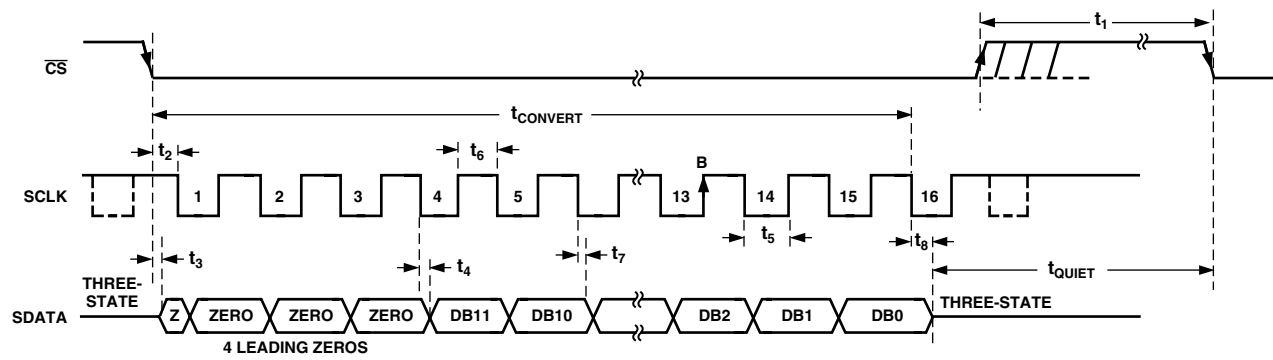 t1
CS
tCONVERT
t2
t6
B
SCLK
1
2
3
4
5
13
14
15
16
t3
t4
t7
t5
t8
tQUIET
THREE-
STATE
THREE-STATE
SDATA
Z
ZERO
ZERO
ZERO
DB11
DB10
DB2
DB1
DB0
4 LEADING ZEROS